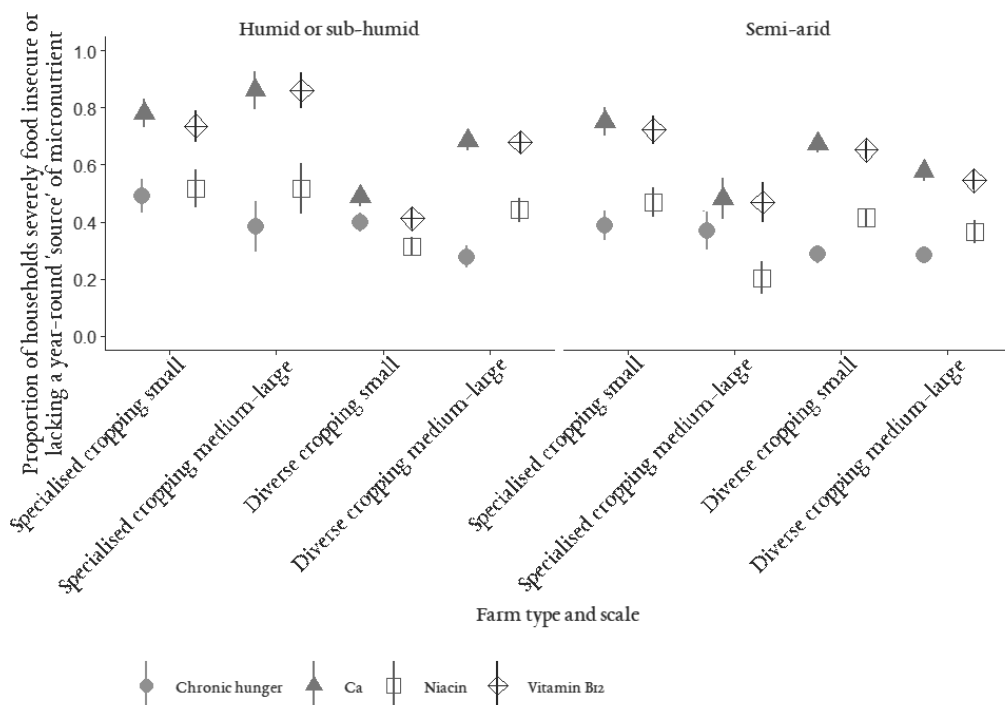 Proportion of households severely food insecure or
lacking a year-round 'source' of micronutrient
Humid or sub-humid
Semi-arid
1.0
0.8
0.6
0.4
0.2
0.0
Specialised cropping small
Specialised cropping medium-large
Diverse cropping small
Diverse cropping medium-large
Specialised cropping small
Specialised cropping medium-large
Diverse cropping small
Diverse cropping medium-large
Farm type and scale
Chronic hunger
Ca
Niacin
Vitamin B12